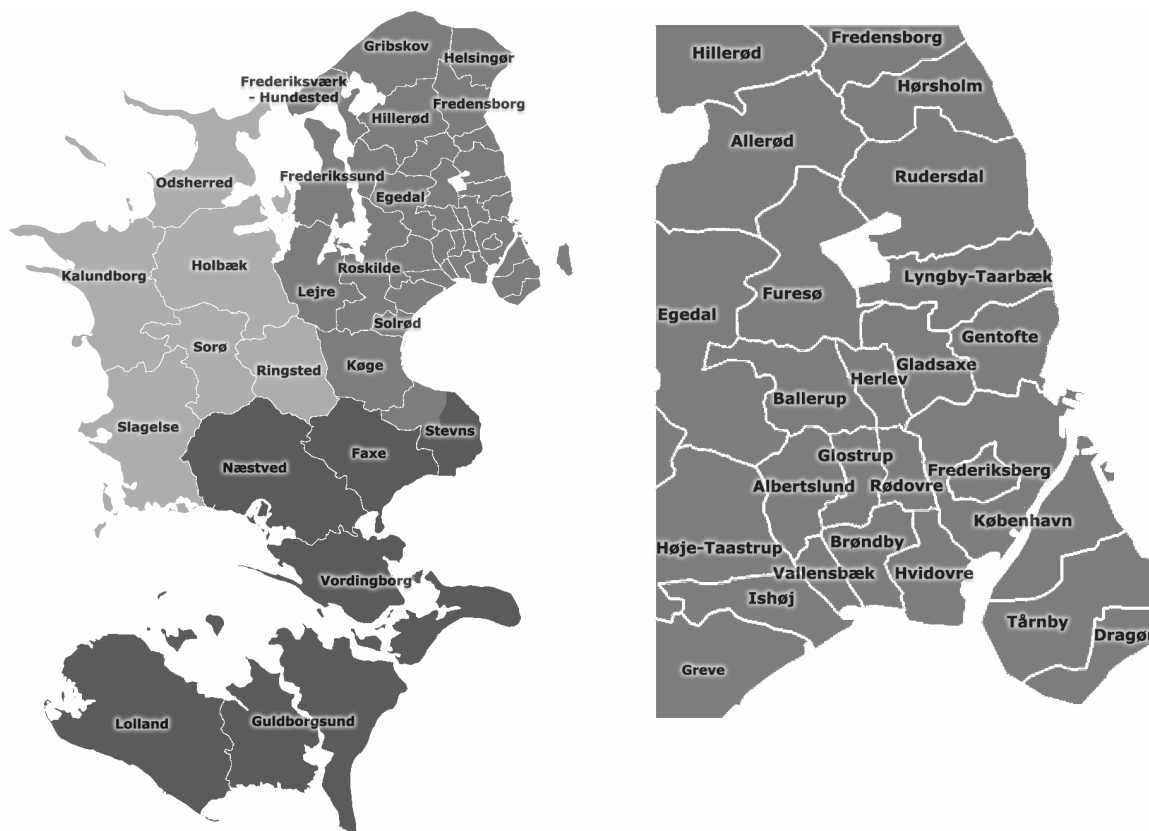 Gribskov
Helsingør
Frederiksværk
- Hundested
Fredensborg
Hillerød
Frederikssund
Odsherred
Egedal
Holbæk
Kalundborg
Roskilde
Lejre
Solrød
Sorø
Køge
Ringsted
Slagelse
Stevns
Faxe
Næstved
Vordingborg
Lolland
Guldborgsund
Fredensborg
Hillerød
Hørsholm
Allerød
Rudersdal
Lyngby-Taarbæk
Furesø
Egedal
Gentofte
Gladsaxe
Herlev
Ballerup
Glostrup
Frederiksberg
Albertslund
Rødovre
København
Brøndby
Høje-Taastrup
Vallensbæk
Hvidovre
Ishøj
Tårnby
Dragør
Greve